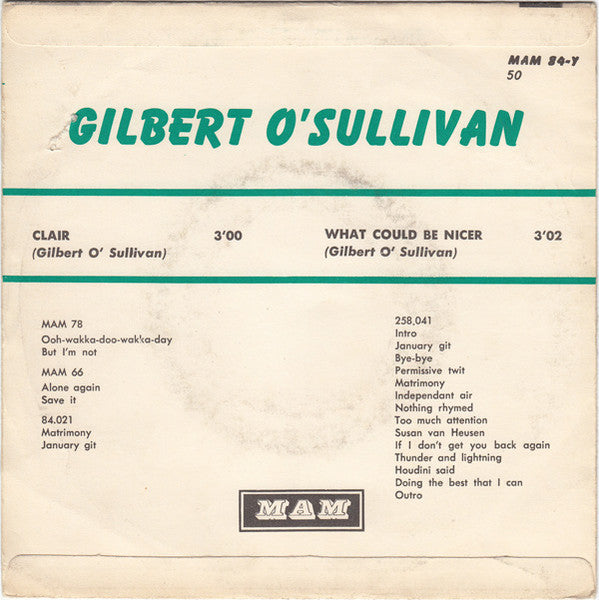 MAM 84-Y
50
GILBERT O'SULLIVAN
CLAIR 3'00
(Gilbert O' Sullivan)
WHAT COULD BE NICER 3'02
(Gilbert O' Sullivan)
MAM 78
Ooh-wakka-doo-wak'ka-day
But I'm not
MAM 66
Alone again
Save it
84.021
Matrimony
January git
258,041
Intro
January git
Bye-bye
Permissive twit
Matrimony
Independant air
Nothing rhymed
Too much attention
Susan van Heusen
If I don't get you back again
Thunder and lightning
Houdini said
Doing the best that I can
Outro
MAM